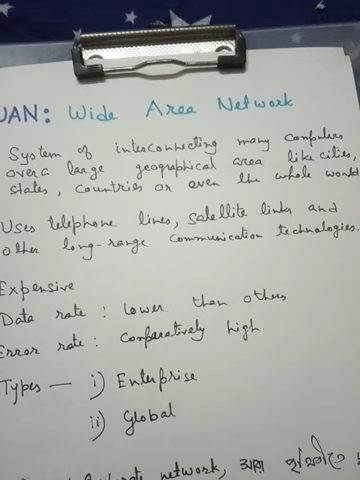 WAN: Wide Area Network
System of interconnecting many computers
over a large geographical area like cities,
states, countries or even the whole world
Uses telephone lines, satellite links and
other long-range communication technologies.
Expensive
Data rate: lower than others
Error rate: comparatively high.
Types — i) Enterprise
ii) Global
network,